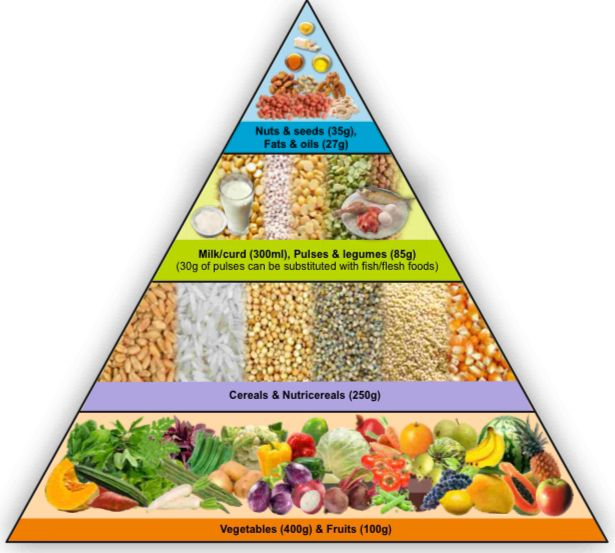 Nuts & seeds (35g),
Fats & oils (27g)
Milk/curd (300ml), Pulses & legumes (85g)
(30g of pulses can be substituted with fish/flesh foods)
Cereals & Nutricereals (250g)
Vegetables (400g) & Fruits (100g)